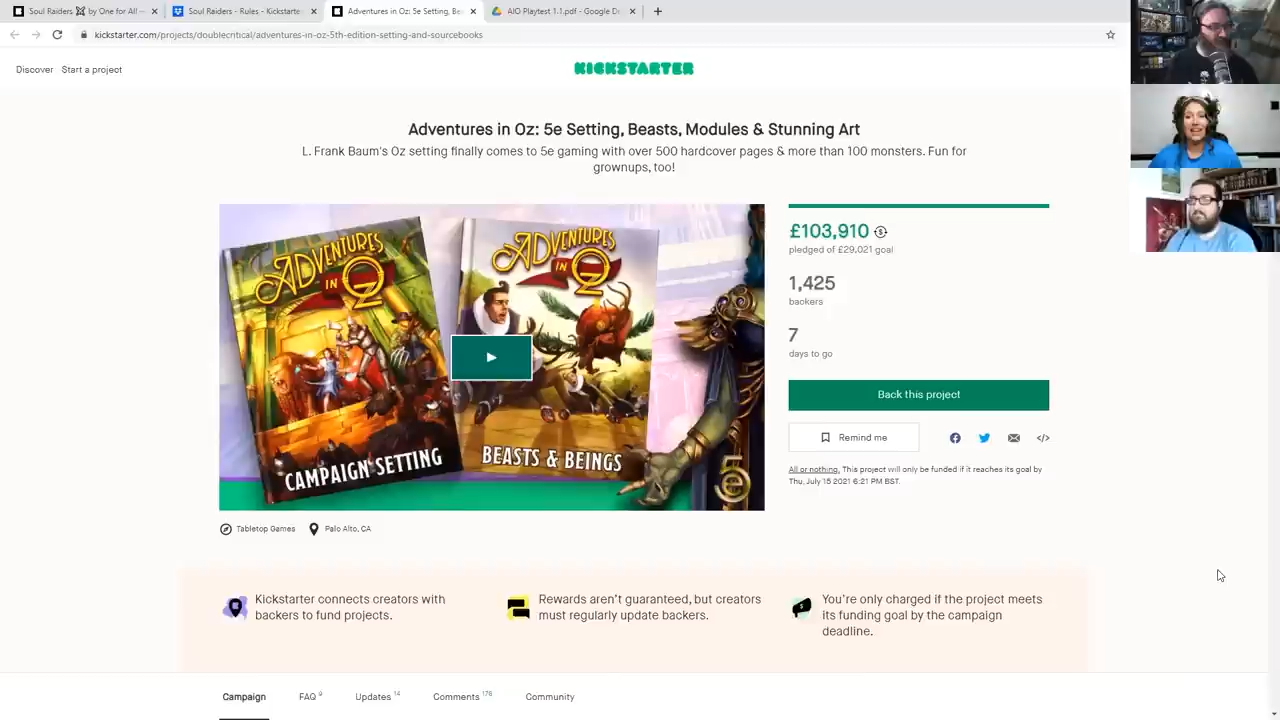 Soul Raiders ⚔ by One for All —
Soul Raiders - Rules - Kickstarte
Adventures in Oz: 5e Setting, Bea
AIO Playtest 1.1.pdf - Google De
kickstarter.com/projects/doublecritical/adventures-in-oz-5th-edition-setting-and-sourcebooks
Discover Start a project
KICKSTARTER
Adventures in Oz: 5e Setting, Beasts, Modules & Stunning Art
L. Frank Baum's Oz setting finally comes to 5e gaming with over 500 hardcover pages & more than 100 monsters. Fun for
grownups, too!
ADVENTURES
IN OZ
CAMPAIGN SETTING
ADVENTURES
IN OZ
BEASTS & BEINGS
5e
£103,910
pledged of £29,021 goal
1,425
backers
7
days to go
Back this project
Remind me
All or nothing. This project will only be funded if it reaches its goal by
Thu, July 15 2021 6:21 PM BST.
Tabletop Games Palo Alto, CA
Kickstarter connects creators with
backers to fund projects.
Rewards aren't guaranteed, but creators
must regularly update backers.
You're only charged if the project meets
its funding goal by the campaign
deadline.
Campaign FAQ 9 Updates 14 Comments 176 Community